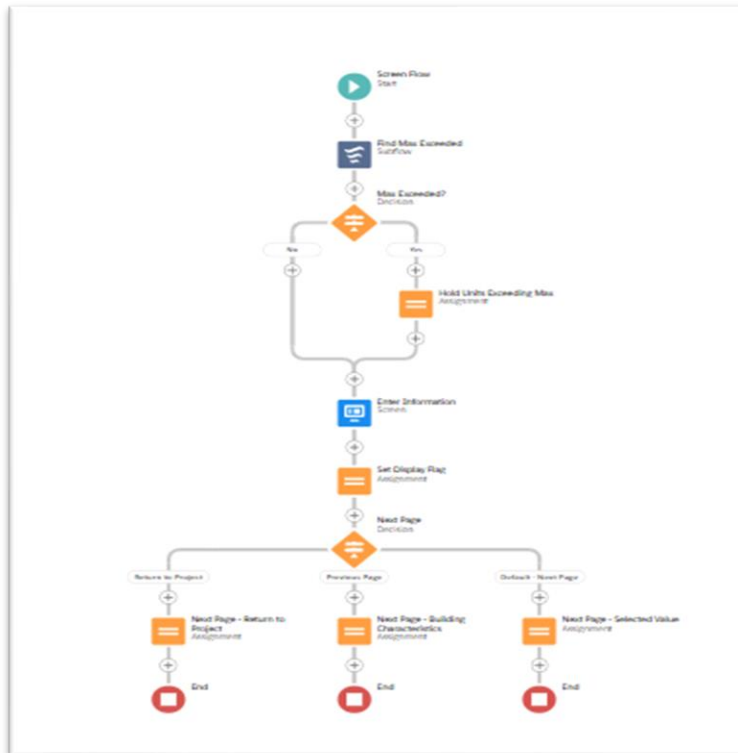 Screen Flow
Start
Find Max Exceeded
Subflow
Max Exceeded?
Decision
No
Yes
Hold Units Exceeding Max
Assignment
Enter Information
Screen
Set Display Flag
Assignment
Next Page
Decision
Return to Project
Previous Page
Default - Next Page
Next Page - Return to
Project
Assignment
Next Page - Building
Characteristics
Assignment
Next Page - Selected Value
Assignment
End
End
End